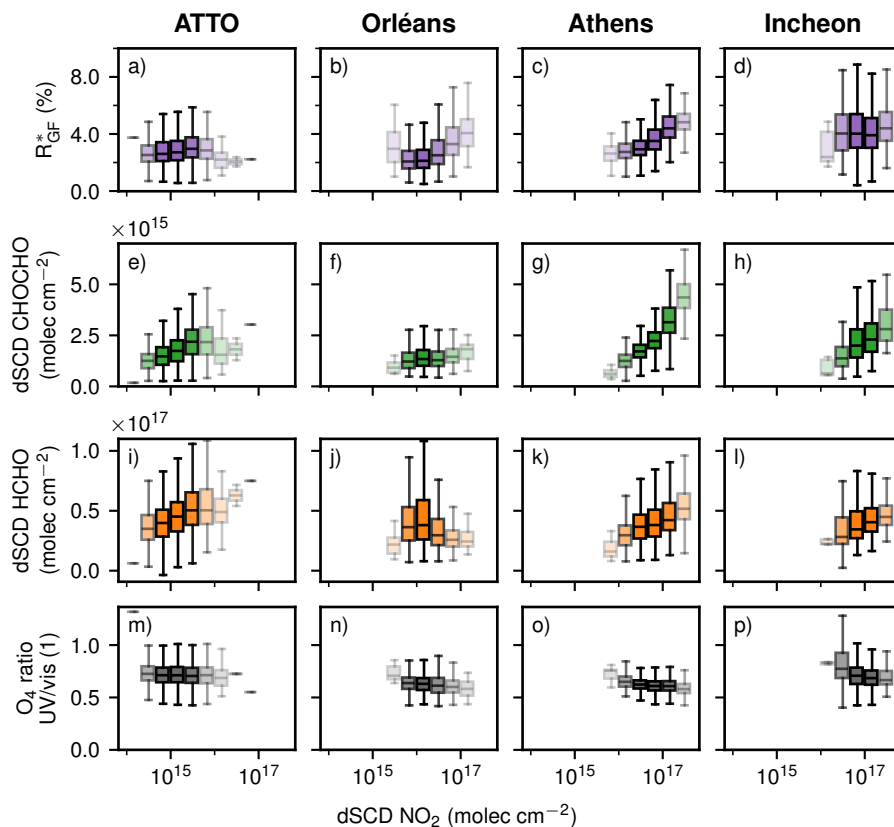 ATTO Orléans Athens Incheon
a) b) c) d)
R*GF (%)
8.0
4.0
0.0
×10^15
e) f) g) h)
dSCD CHOCHO
(molec cm−2)
5.0
2.5
0.0
×10^17
i) j) k) l)
dSCD HCHO
(molec cm−2)
1.0
0.5
0.0
m) n) o) p)
O4 ratio
UV/vis (1)
1.0
0.5
0.0
10^15 10^17 10^15 10^17 10^15 10^17 10^15 10^17
dSCD NO2 (molec cm−2)